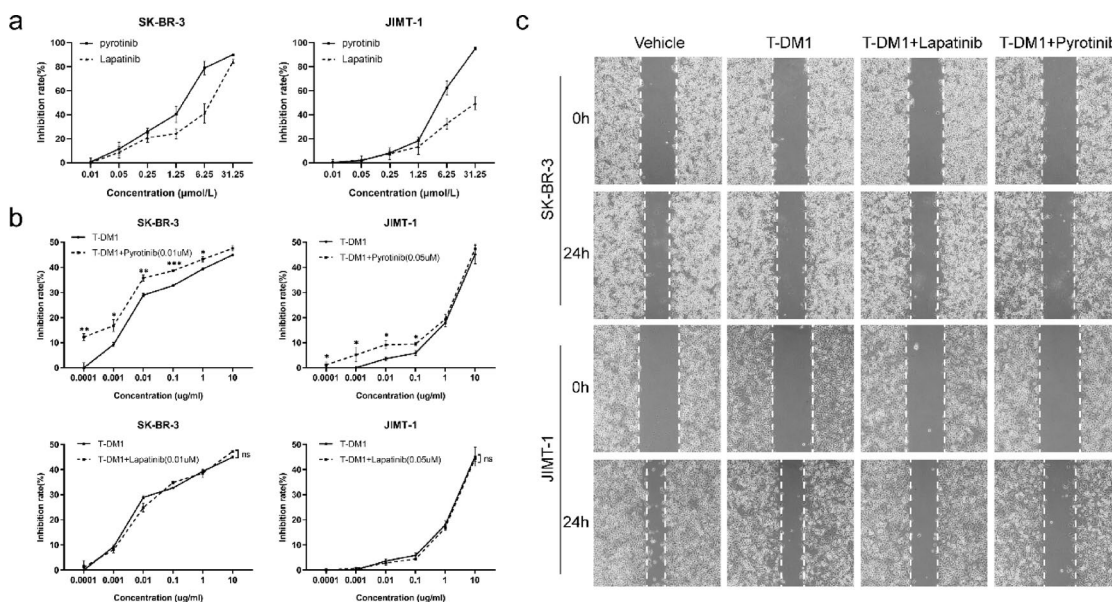 a
SK-BR-3
pyrotinib
Lapatinib
Inhibition rate(%)
100
80
60
40
20
0
0.01 0.05 0.25 1.25 6.25 31.25
Concentration (μmol/L)
JIMT-1
pyrotinib
Lapatinib
Inhibition rate(%)
100
80
60
40
20
0
0.01 0.05 0.25 1.25 6.25 31.25
Concentration (μmol/L)
b
SK-BR-3
T-DM1
T-DM1+Pyrotinib(0.01uM)
Inhibition rate(%)
50
40
30
20
10
0
** * ** *** *
0.0001 0.001 0.01 0.1 1 10
Concentration (ug/ml)
JIMT-1
T-DM1
T-DM1+Pyrotinib(0.05uM)
Inhibition rate(%)
50
40
30
20
10
0
* * * *
0.0001 0.001 0.01 0.1 1 10
Concentration (ug/ml)
SK-BR-3
T-DM1
T-DM1+Lapatinib(0.01uM)
ns
Inhibition rate(%)
50
40
30
20
10
0
0.0001 0.001 0.01 0.1 1 10
Concentration (ug/ml)
JIMT-1
T-DM1
T-DM1+Lapatinib(0.05uM)
ns
Inhibition rate(%)
50
40
30
20
10
0
0.0001 0.001 0.01 0.1 1 10
Concentration (ug/ml)
c
Vehicle T-DM1 T-DM1+Lapatinib T-DM1+Pyrotinib
SK-BR-3
0h
24h
JIMT-1
0h
24h